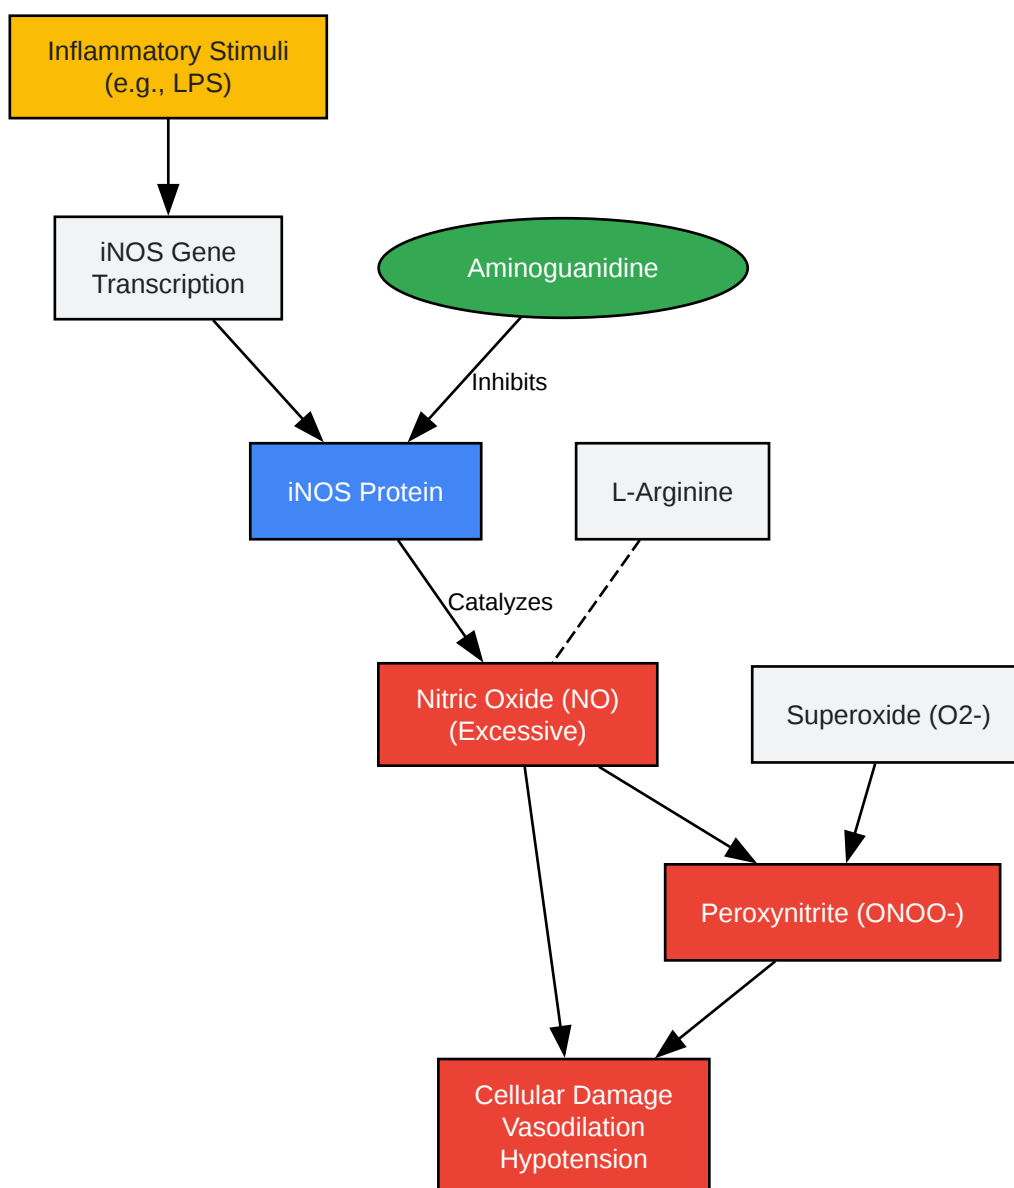 Inflammatory Stimuli
(e.g., LPS)
iNOS Gene
Transcription
Aminoguanidine
Inhibits
iNOS Protein
L-Arginine
Catalyzes
Nitric Oxide (NO)
(Excessive)
Superoxide (O2-)
Peroxynitrite (ONOO-)
Cellular Damage
Vasodilation
Hypotension